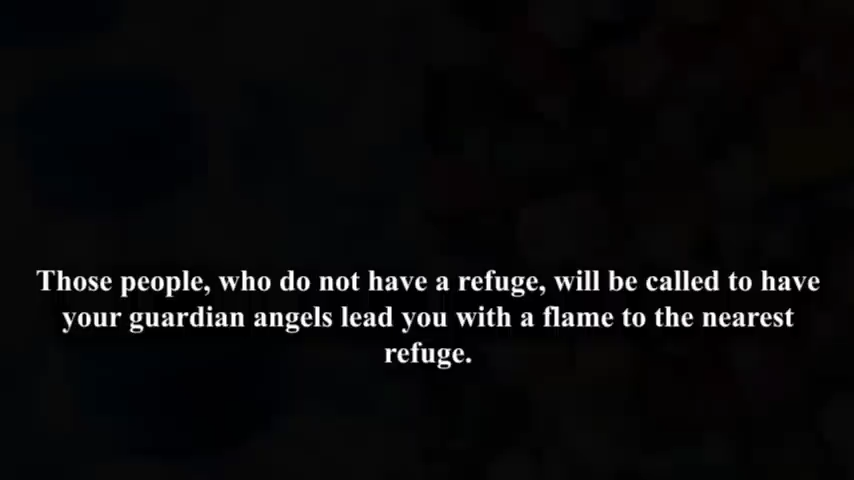 Those people, who do not have a refuge, will be called to have
your guardian angels lead you with a flame to the nearest
refuge.